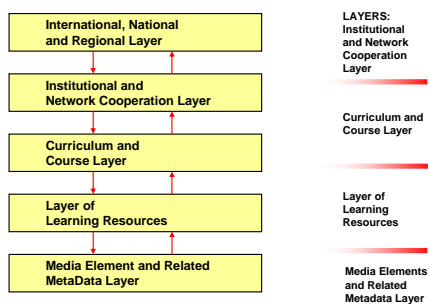 International, National
and Regional Layer
Institutional and
Network Cooperation Layer
Curriculum and
Course Layer
Layer of
Learning Resources
Media Element and Related
MetaData Layer
LAYERS:
Institutional
and Network
Cooperation
Layer
Curriculum and
Course Layer
Layer of
Learning
Resources
Media Elements
and Related
Metadata Layer